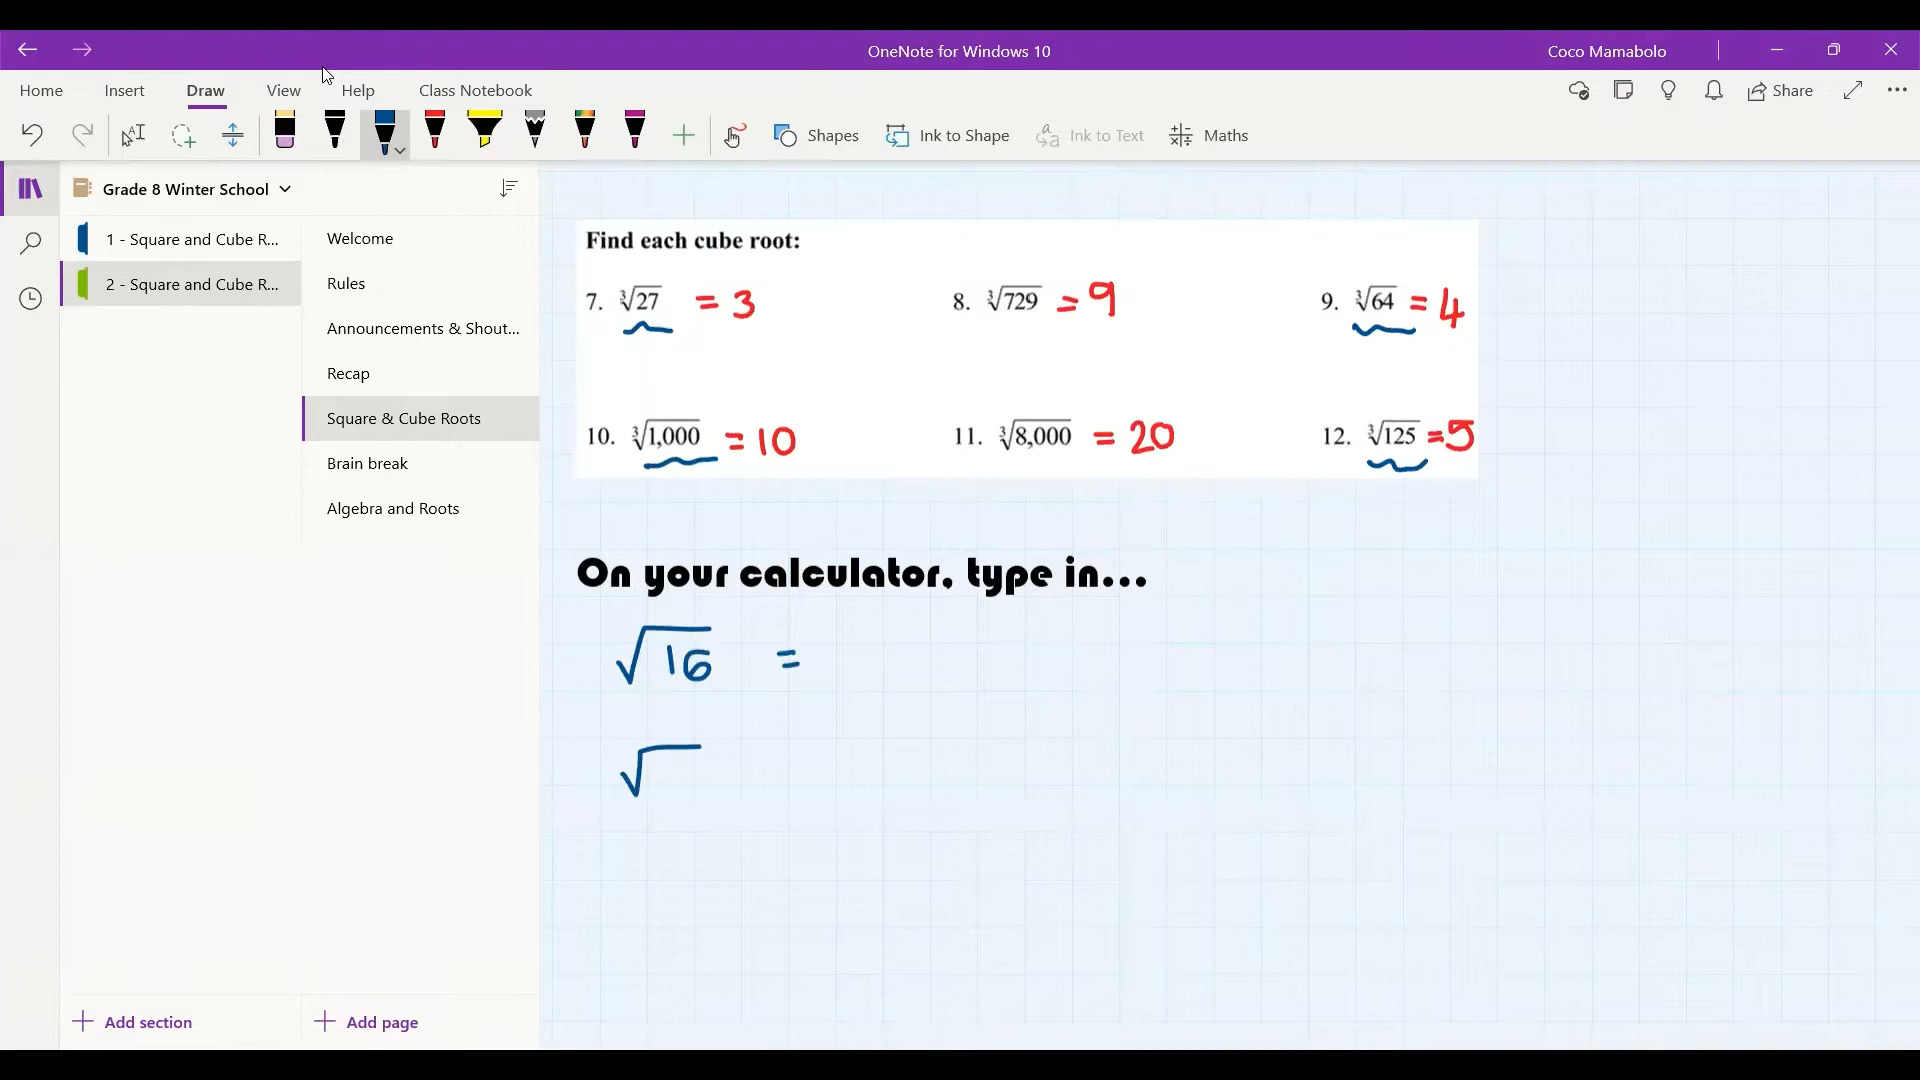 OneNote for Windows 10
Coco Mamabolo
Home Insert Draw View Help Class Notebook
Share
Shapes Ink to Shape Ink to Text Maths
Grade 8 Winter School
1 - Square and Cube R...
2 - Square and Cube R...
Welcome
Rules
Announcements & Shout...
Recap
Square & Cube Roots
Brain break
Algebra and Roots
Add section
Add page
Find each cube root:
7. ∛27 = 3 8. ∛729 = 9 9. ∛64 = 4
10. ∛1,000 = 10 11. ∛8,000 = 20 12. ∛125 = 5
On your calculator, type in...
√16 =
√